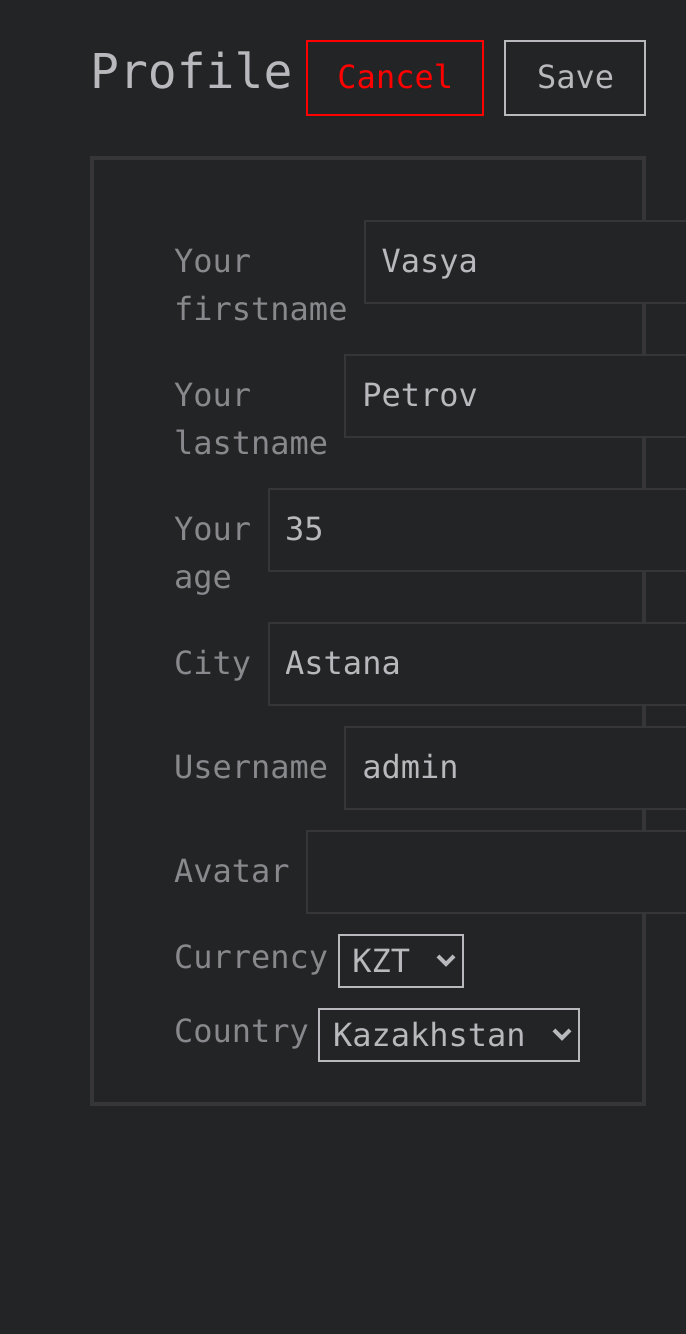 Profile Cancel Save
Your firstname Vasya
Your lastname Petrov
Your age 35
City Astana
Username admin
Avatar
Currency KZT
Country Kazakhstan